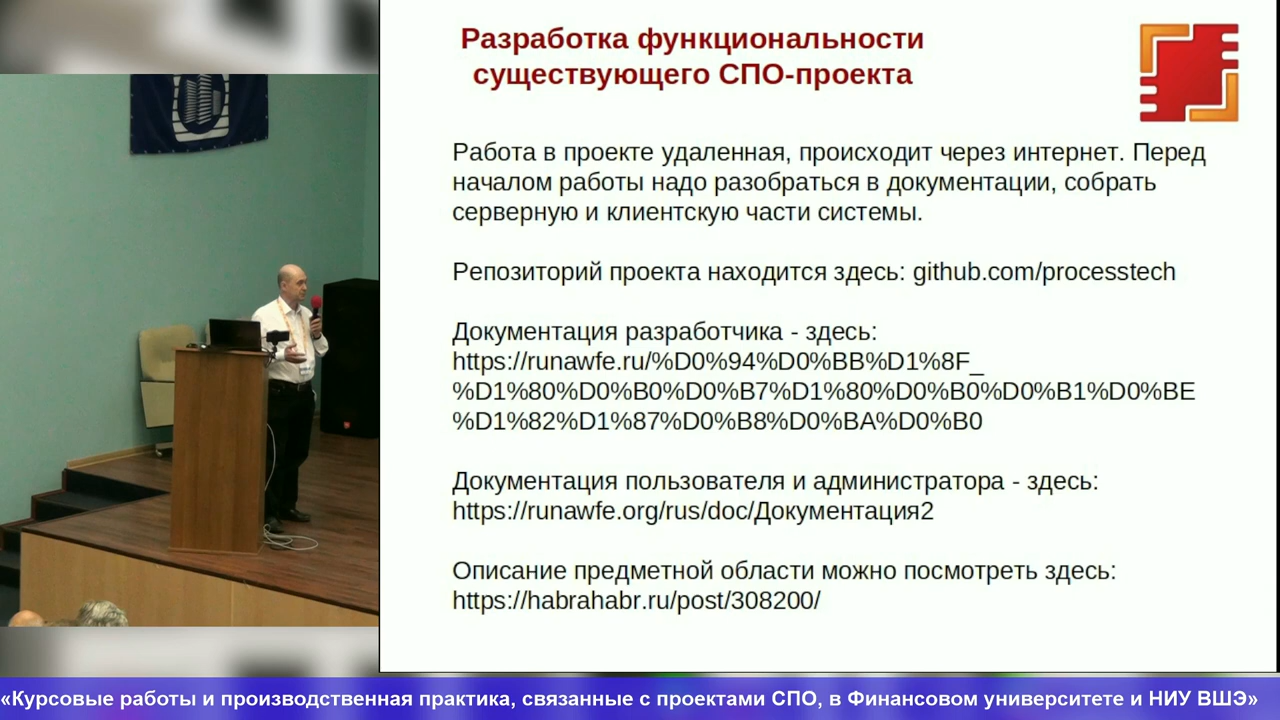 Разработка функциональности
существующего СПО-проекта
Работа в проекте удаленная, происходит через интернет. Перед
началом работы надо разобраться в документации, собрать
серверную и клиентскую части системы.
Репозиторий проекта находится здесь: github.com/processtech
Документация разработчика - здесь:
https://runawfe.ru/%D0%94%D0%BB%D1%8F_
%D1%80%D0%B0%D0%B7%D1%80%D0%B0%D0%B1%D0%BE
%D1%82%D1%87%D0%B8%D0%BA%D0%B0
Документация пользователя и администратора - здесь:
https://runawfe.org/rus/doc/Документация2
Описание предметной области можно посмотреть здесь:
https://habrahabr.ru/post/308200/
«Курсовые работы и производственная практика, связанные с проектами СПО, в Финансовом университете и НИУ ВШЭ»